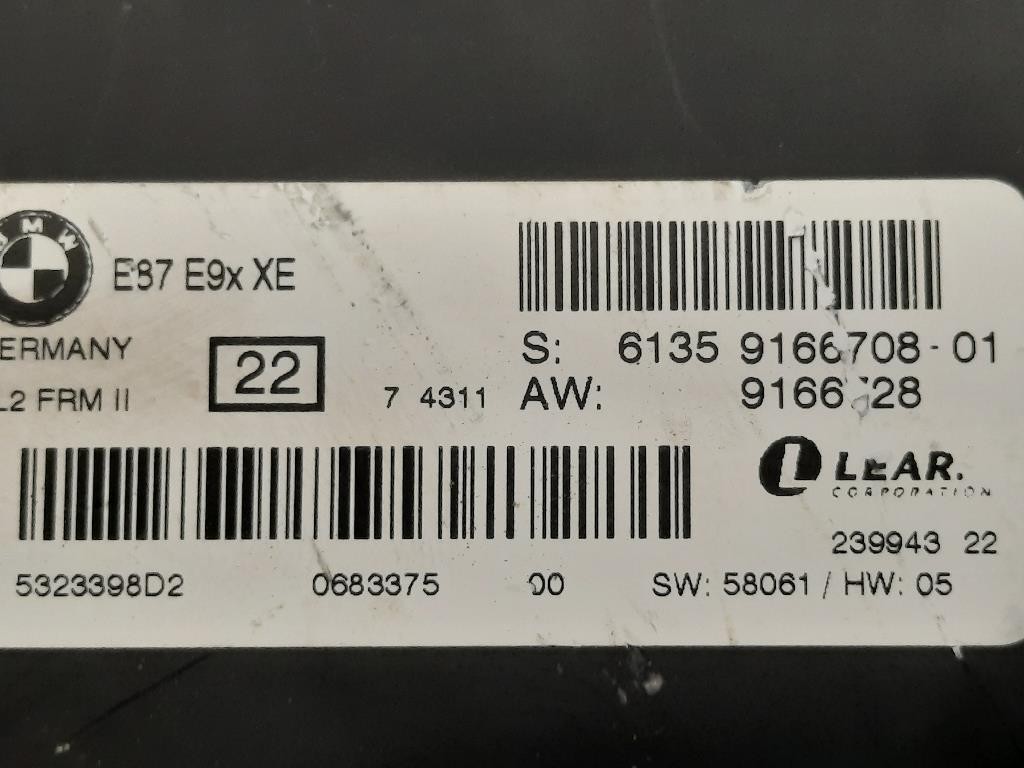 BMW
E87 E9x XE
S: 6135 9166708-01
ERMANY
22
L2 FRM II
7 4311
AW:
LEAR.
CORPORATION
239943 22
5323398D2 0683375 00 SW: 58061 / HW: 05